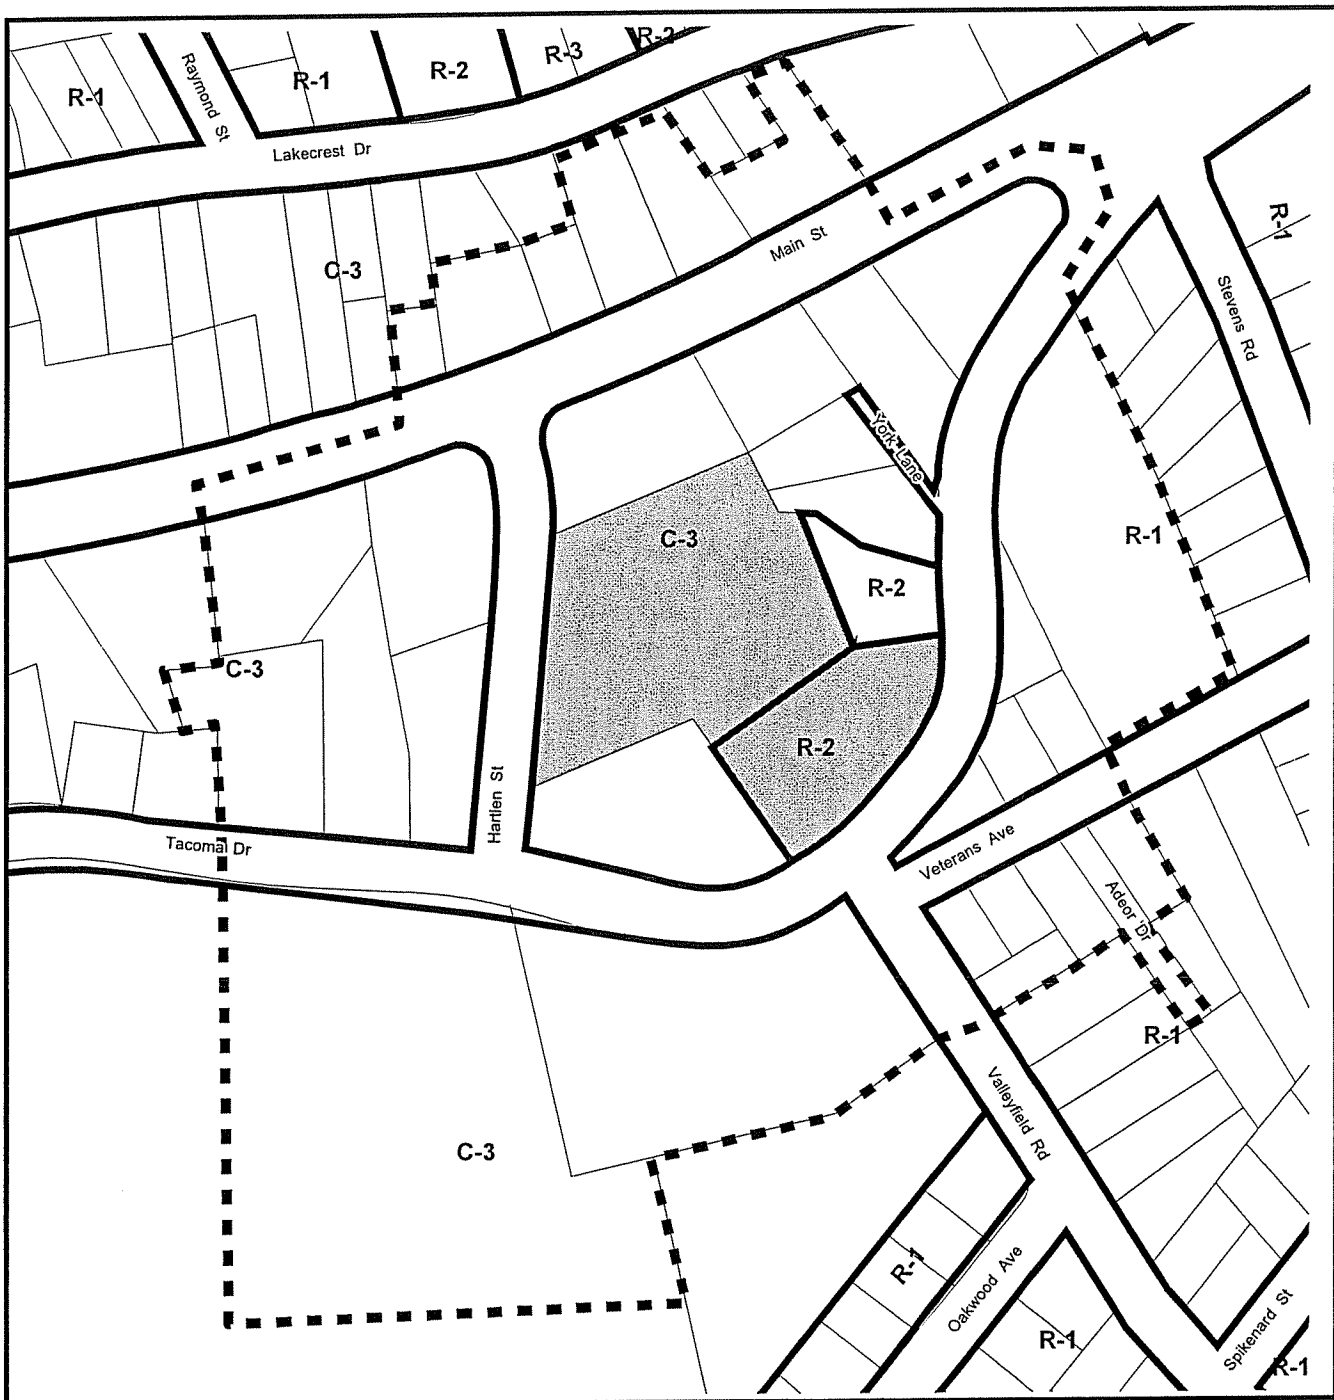 R-2
R-3
R-2
R-1
R-1
Raymond St
Lakecrest Dr
R-1
Main St
C-3
Stevens Rd
York Lane
C-3
R-1
R-2
C-3
R-2
Hartlen St
Tacoma Dr
Veterans Ave
Adeor Dr
R-1
Valleyfield Rd
C-3
R-1
Oakwood Ave
R-1
Spikenard St
R-1